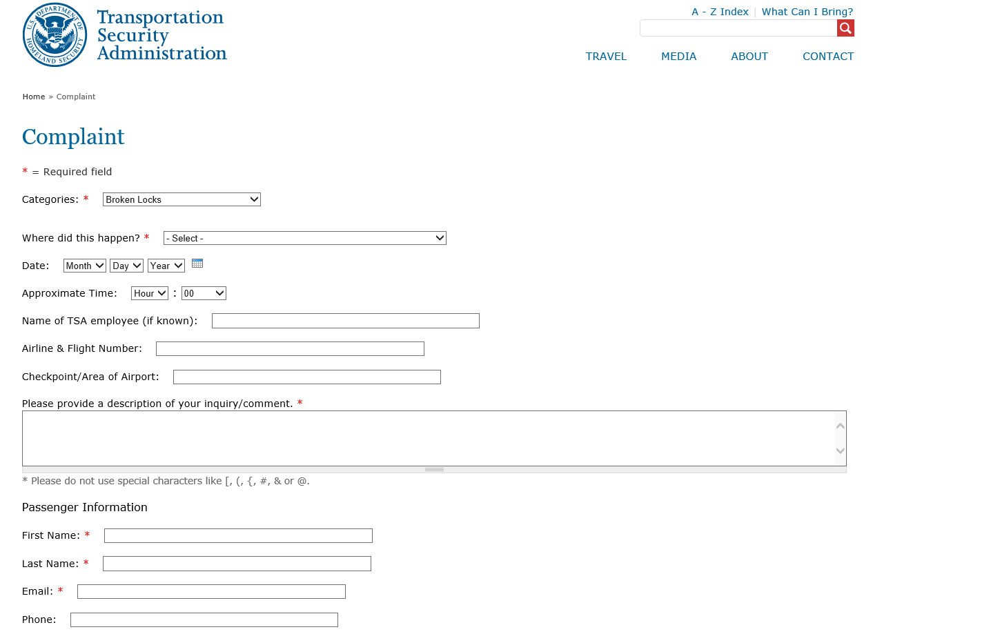 U.S. DEPARTMENT OF HOMELAND SECURITY
Transportation
Security
Administration
A - Z Index | What Can I Bring?
TRAVEL MEDIA ABOUT CONTACT
Home » Complaint
Complaint
* = Required field
Categories: * Broken Locks
Where did this happen? * - Select -
Date: Month Day Year
Approximate Time: Hour : 00
Name of TSA employee (if known):
Airline & Flight Number:
Checkpoint/Area of Airport:
Please provide a description of your inquiry/comment. *
* Please do not use special characters like [, (, {, #, & or @.
Passenger Information
First Name: *
Last Name: *
Email: *
Phone: